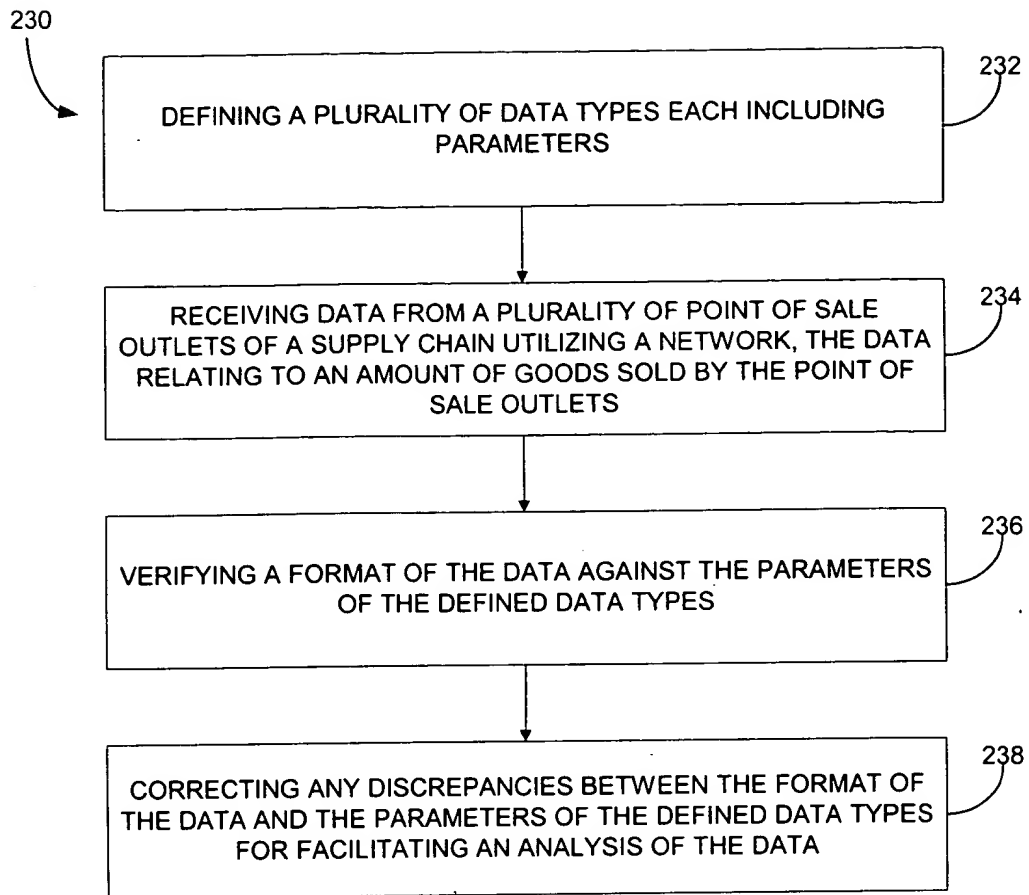 230
232
DEFINING A PLURALITY OF DATA TYPES EACH INCLUDING
PARAMETERS
234
RECEIVING DATA FROM A PLURALITY OF POINT OF SALE
OUTLETS OF A SUPPLY CHAIN UTILIZING A NETWORK, THE DATA
RELATING TO AN AMOUNT OF GOODS SOLD BY THE POINT OF
SALE OUTLETS
236
VERIFYING A FORMAT OF THE DATA AGAINST THE PARAMETERS
OF THE DEFINED DATA TYPES
238
CORRECTING ANY DISCREPANCIES BETWEEN THE FORMAT OF
THE DATA AND THE PARAMETERS OF THE DEFINED DATA TYPES
FOR FACILITATING AN ANALYSIS OF THE DATA